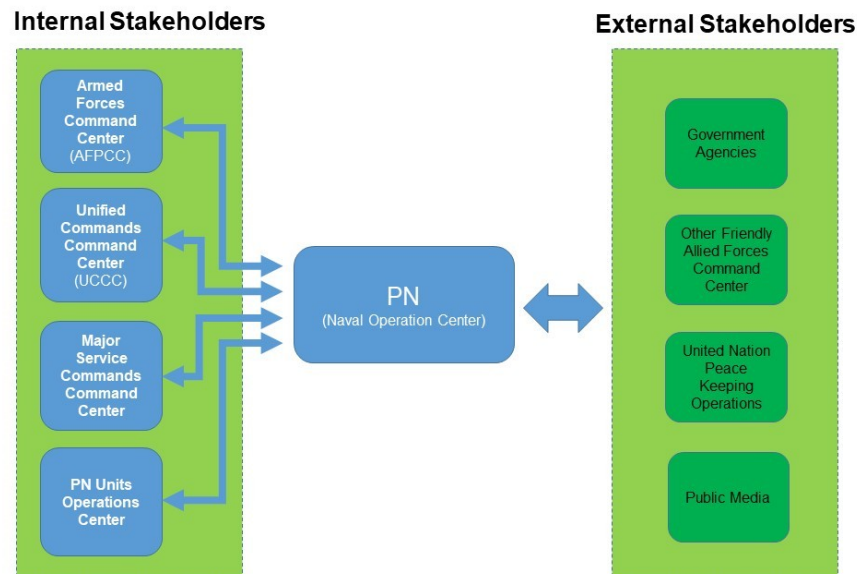 Internal Stakeholders
External Stakeholders
Armed
Forces
Command
Center
(AFPCC)
Unified
Commands
Command
Center
(UCCC)
Major
Service
Commands
Command
Center
PN Units
Operations
Center
PN
(Naval Operation Center)
Government
Agencies
Other Friendly
Allied Forces
Command
Center
United Nation
Peace
Keeping
Operations
Public Media